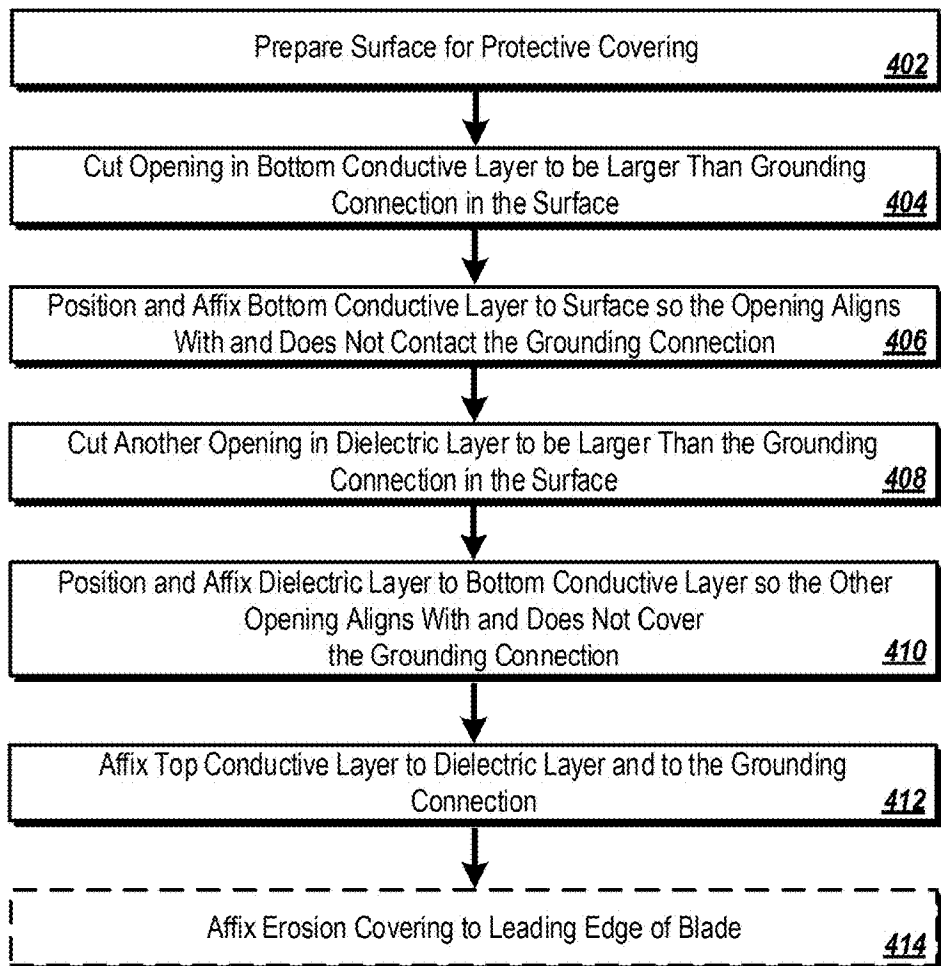 Prepare Surface for Protective Covering
402
Cut Opening in Bottom Conductive Layer to be Larger Than Grounding
Connection in the Surface
404
Position and Affix Bottom Conductive Layer to Surface so the Opening Aligns
With and Does Not Contact the Grounding Connection
406
Cut Another Opening in Dielectric Layer to be Larger Than the Grounding
Connection in the Surface
408
Position and Affix Dielectric Layer to Bottom Conductive Layer so the Other
Opening Aligns With and Does Not Cover
the Grounding Connection
410
Affix Top Conductive Layer to Dielectric Layer and to the Grounding
Connection
412
Affix Erosion Covering to Leading Edge of Blade
414